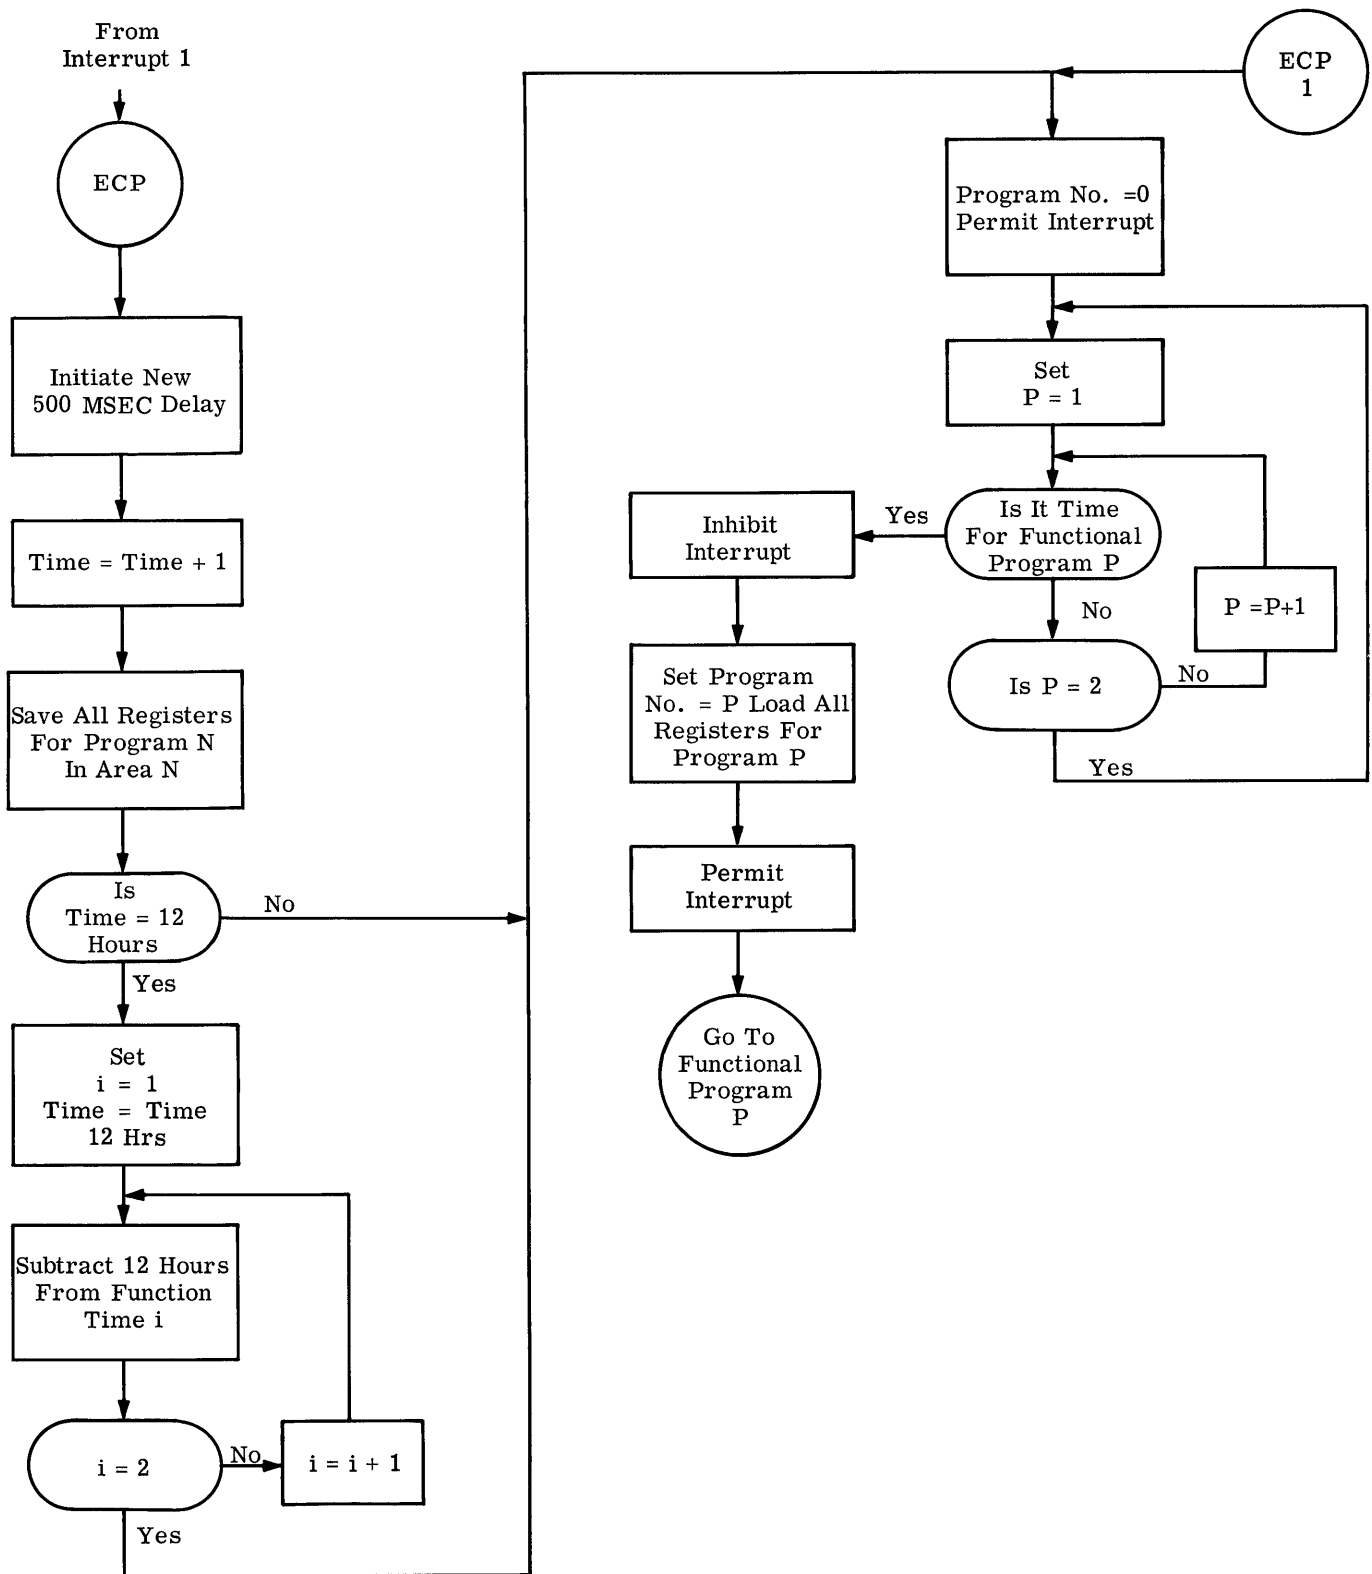 From
Interrupt 1
ECP
Initiate New
500 MSEC Delay
Time = Time + 1
Save All Registers
For Program N
In Area N
Is
Time = 12
Hours
No
Yes
Set
i = 1
Time = Time
12 Hrs
Subtract 12 Hours
From Function
Time i
i = 2
No
i = i + 1
Yes
ECP
1
Program No. =0
Permit Interrupt
Set
P = 1
Is It Time
For Functional
Program P
Yes
No
Is P = 2
No
P =P+1
Yes
Inhibit
Interrupt
Set Program
No. = P Load All
Registers For
Program P
Permit
Interrupt
Go To
Functional
Program
P